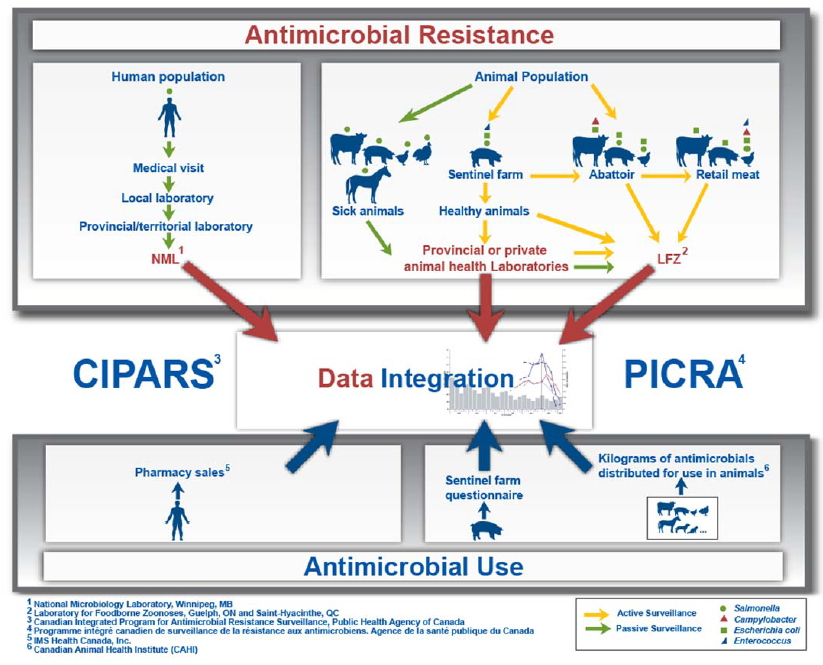 Antimicrobial Resistance
Human population
Medical visit
Local laboratory
Provincial/territorial laboratory
NML1
Animal Population
Sick animals
Sentinel farm
Healthy animals
Abattoir
Retail meat
Provincial or private
animal health Laboratories
LFZ2
CIPARS3
Data Integration
PICRA4
Pharmacy sales5
Sentinel farm
questionnaire
Kilograms of antimicrobials
distributed for use in animals6
...
Antimicrobial Use
1 National Microbiology Laboratory, Winnipeg, MB
2 Laboratory for Foodborne Zoonoses, Guelph, ON and Saint-Hyacinthe, QC
3 Canadian Integrated Program for Antimicrobial Resistance Surveillance, Public Health Agency of Canada
4 Programme intégré canadien de surveillance de la résistance aux antimicrobiens. Agence de la santé publique du Canada
5 IMS Health Canada, Inc.
6 Canadian Animal Health Institute (CAHI)
Active Surveillance
Passive Surveillance
Salmonella
Campylobacter
Escherichia coli
Enterococcus